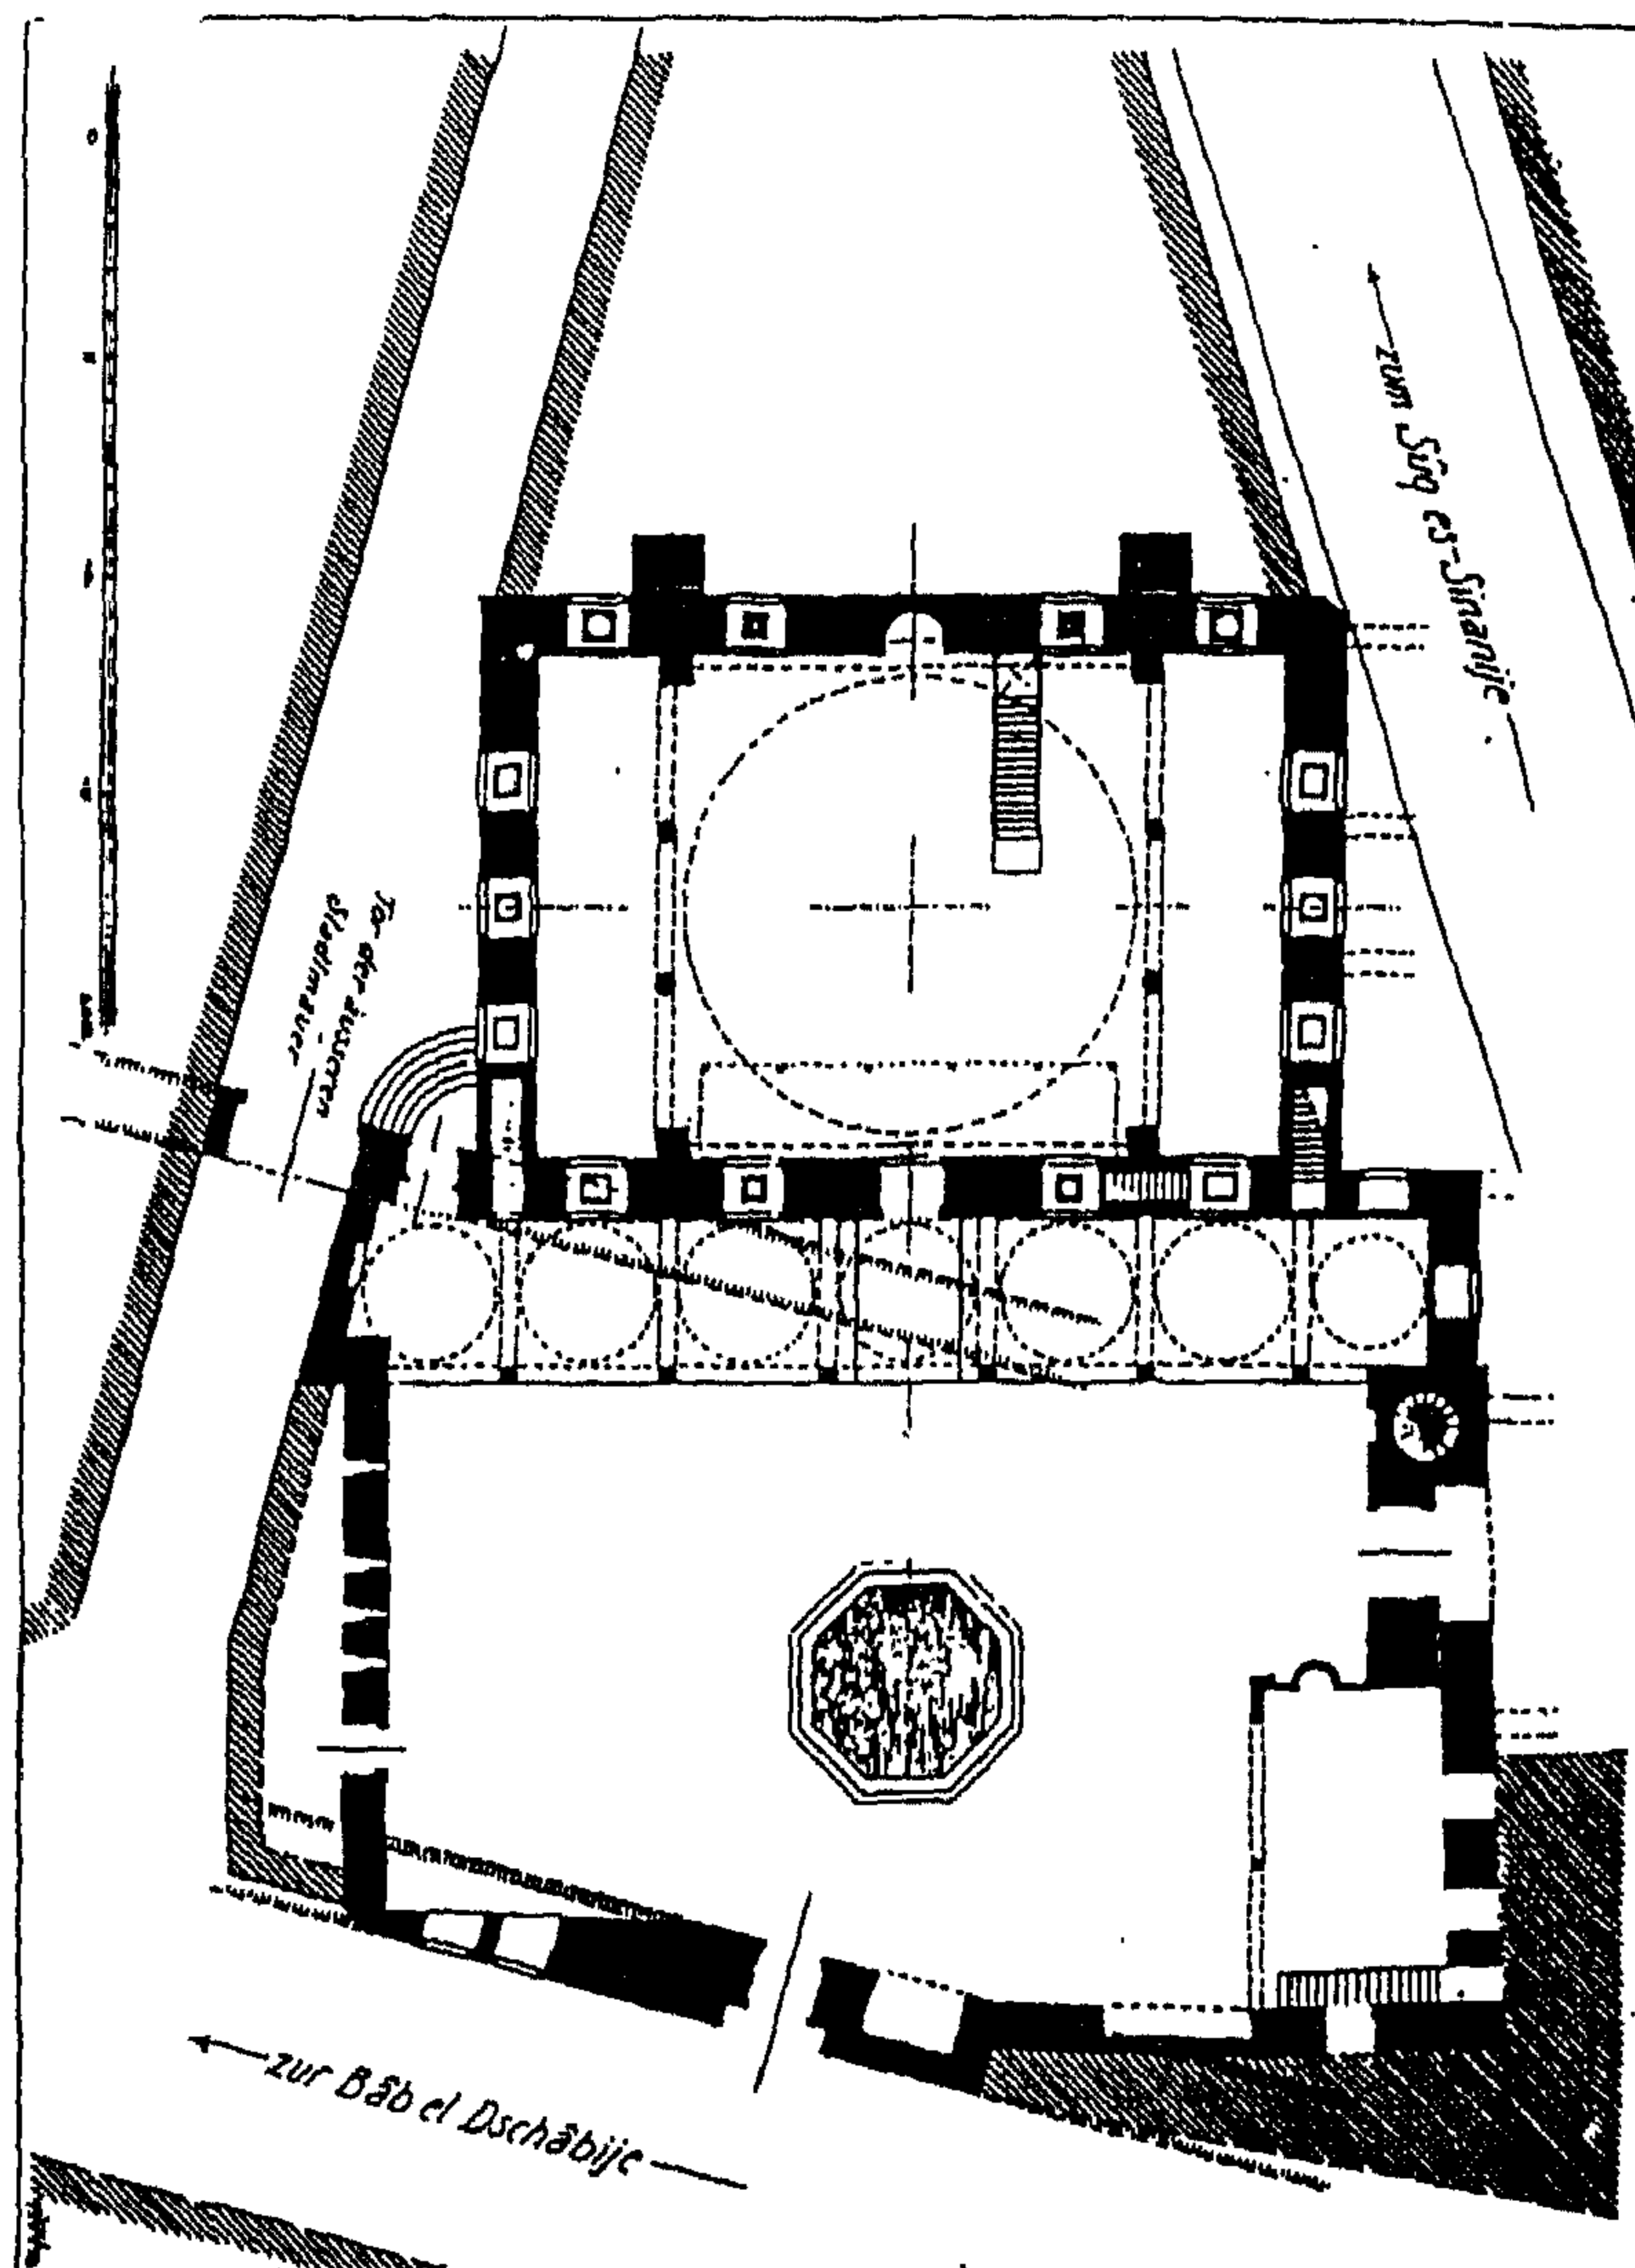 zum Sûq es-Sinanije
Tor der äusseren
Stadtmauer
zur Bâb el Dschâbije